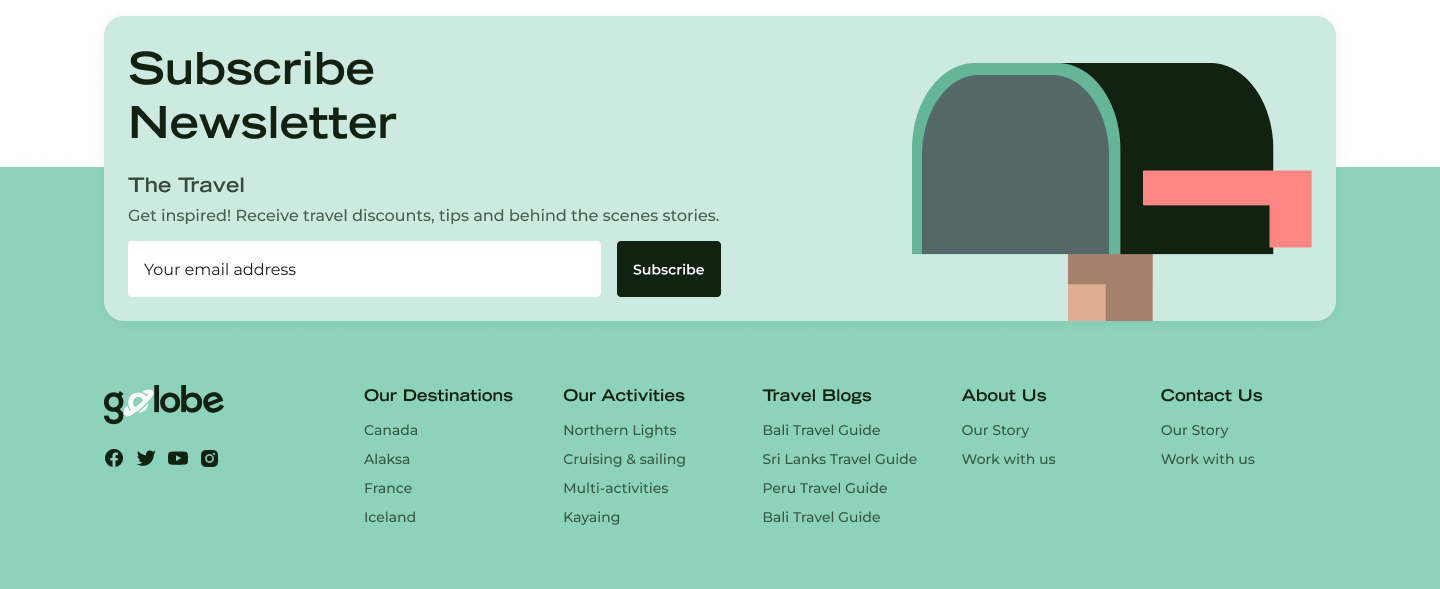 Subscribe
Newsletter
The Travel
Get inspired! Receive travel discounts, tips and behind the scenes stories.
Your email address
Subscribe
golobe
Our Destinations
Canada
Alaksa
France
Iceland
Our Activities
Northern Lights
Cruising & sailing
Multi-activities
Kayaing
Travel Blogs
Bali Travel Guide
Sri Lanks Travel Guide
Peru Travel Guide
Bali Travel Guide
About Us
Our Story
Work with us
Contact Us
Our Story
Work with us